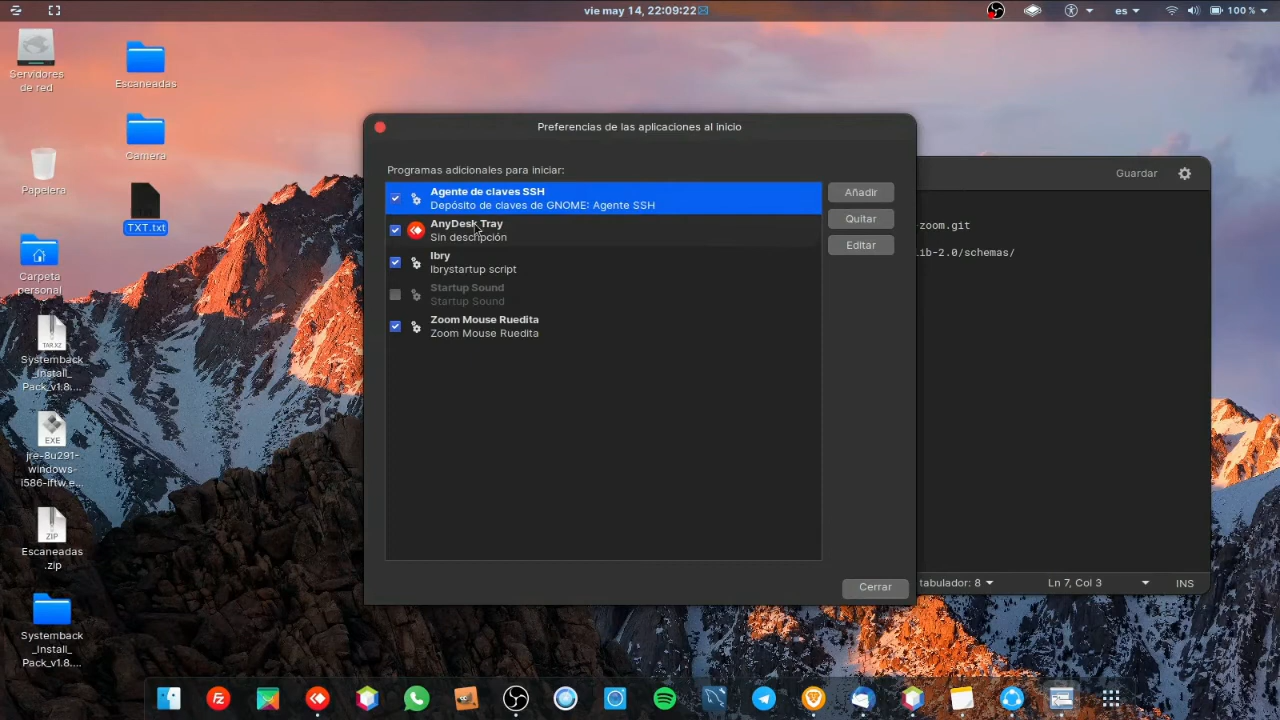 vie may 14, 22:09:22
es
100 %
Servidores
de red
Escaneadas
Papelera
Camera
TXT.txt
Carpeta
personal
TAR.XZ
Systemback
_Install_
Pack_v1.8....
EXE
jre-8u291-
windows-
i586-iftw.e...
ZIP
Escaneadas
.zip
Systemback
_Install_
Pack_v1.8....
Preferencias de las aplicaciones al inicio
Programas adicionales para iniciar:
Agente de claves SSH
Depósito de claves de GNOME: Agente SSH
AnyDesk Tray
Sin descripción
lbry
lbrystartup script
Startup Sound
Startup Sound
Zoom Mouse Ruedita
Zoom Mouse Ruedita
Añadir
Quitar
Editar
Cerrar
Guardar
zoom.git
ib-2.0/schemas/
tabulador: 8
Ln 7, Col 3
INS